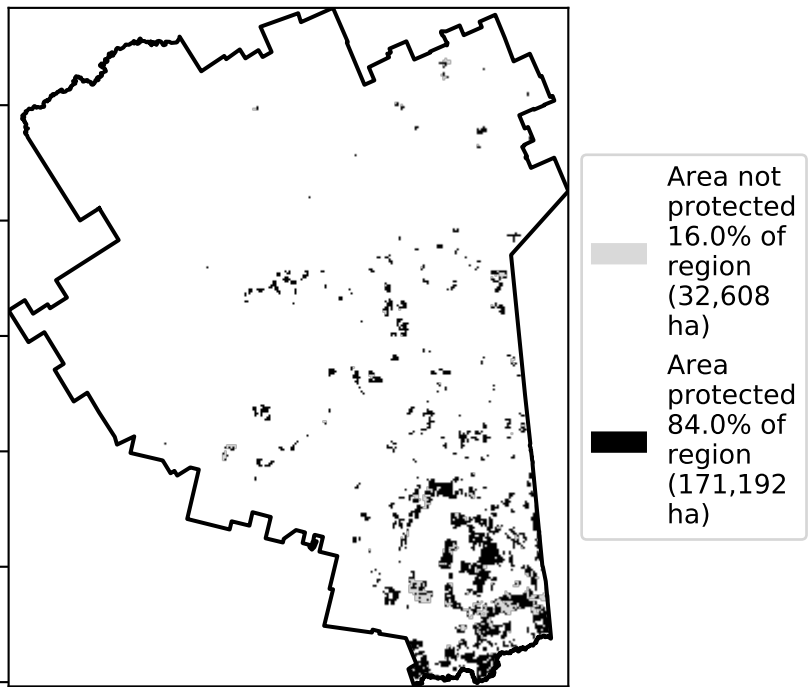 Area not
protected
16.0% of
region
(32,608
ha)
Area
protected
84.0% of
region
(171,192
ha)